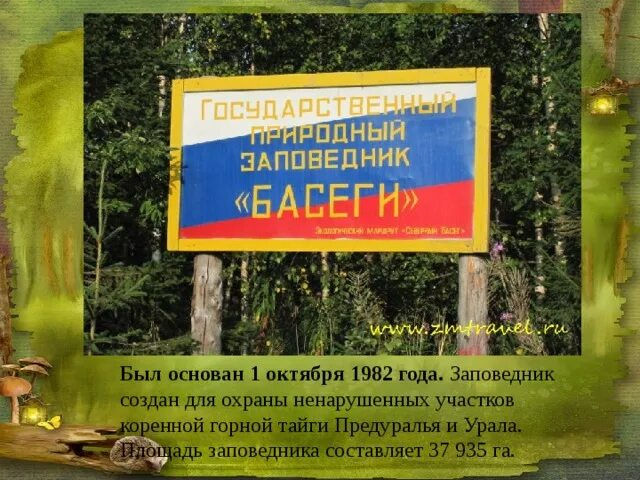 ГОСУДАРСТВЕННЫЙ
ПРИРОДНЫЙ
ЗАПОВЕДНИК
«БАСЕГИ»
ЭКОЛОГИЧЕСКИЙ МАРШРУТ «СЕВЕРНЫЙ БАСЕГ»
www.zmtravel.ru
Был основан 1 октября 1982 года. Заповедник
создан для охраны ненарушенных участков
коренной горной тайги Предуралья и Урала.
Площадь заповедника составляет 37 935 га.